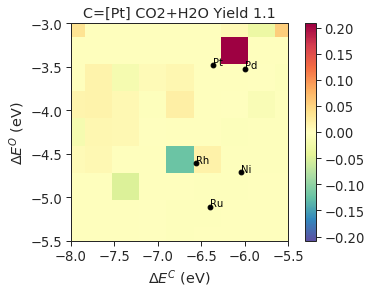 C=[Pt] CO2+H2O Yield 1.1
−3.0
−3.5
−4.0
−4.5
−5.0
−5.5
ΔE^O (eV)
Pt
Pd
Rh
Ni
Ru
−8.0 −7.5 −7.0 −6.5 −6.0 −5.5
ΔE^C (eV)
0.20
0.15
0.10
0.05
0.00
−0.05
−0.10
−0.15
−0.20